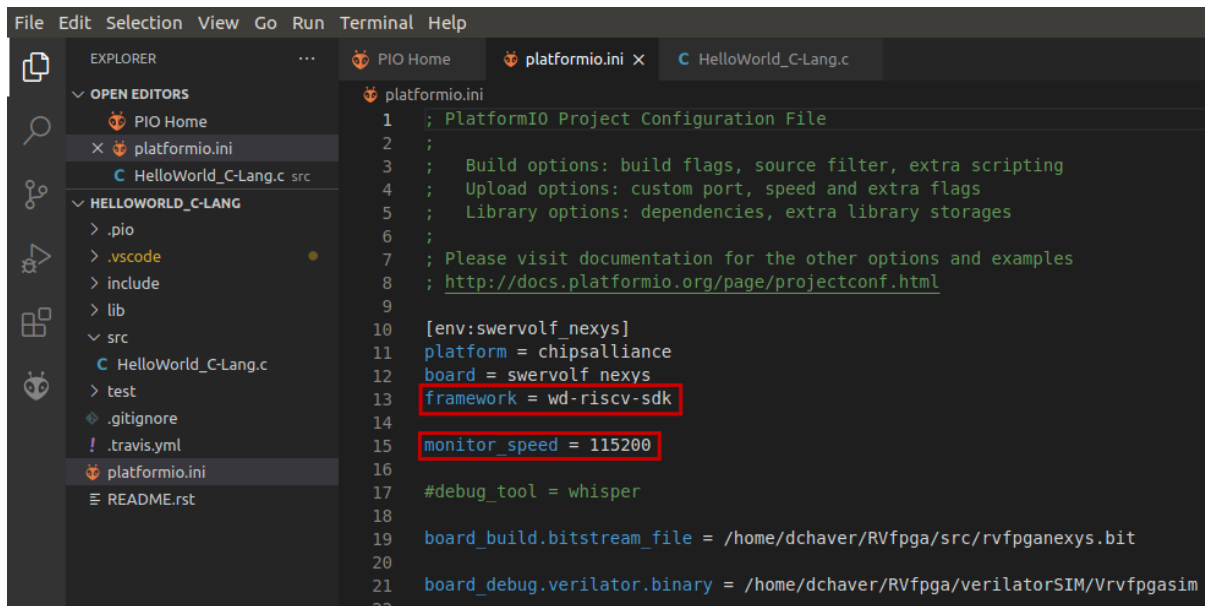 File Edit Selection View Go Run Terminal Help
EXPLORER ...
OPEN EDITORS
PIO Home
platformio.ini
HelloWorld_C-Lang.c src
HELLOWORLD_C-LANG
.pio
.vscode
include
lib
src
HelloWorld_C-Lang.c
test
.gitignore
.travis.yml
platformio.ini
README.rst
PIO Home platformio.ini HelloWorld_C-Lang.c
platformio.ini
1 ; PlatformIO Project Configuration File
2 ;
3 ;   Build options: build flags, source filter, extra scripting
4 ;   Upload options: custom port, speed and extra flags
5 ;   Library options: dependencies, extra library storages
6 ;
7 ; Please visit documentation for the other options and examples
8 ; http://docs.platformio.org/page/projectconf.html
9
10 [env:swervolf_nexys]
11 platform = chipsalliance
12 board = swervolf_nexys
13 framework = wd-riscv-sdk
14
15 monitor_speed = 115200
16
17 #debug_tool = whisper
18
19 board_build.bitstream_file = /home/dchaver/RVfpga/src/rvfpganexys.bit
20
21 board_debug.verilator.binary = /home/dchaver/RVfpga/verilatorSIM/Vrvfpgasim